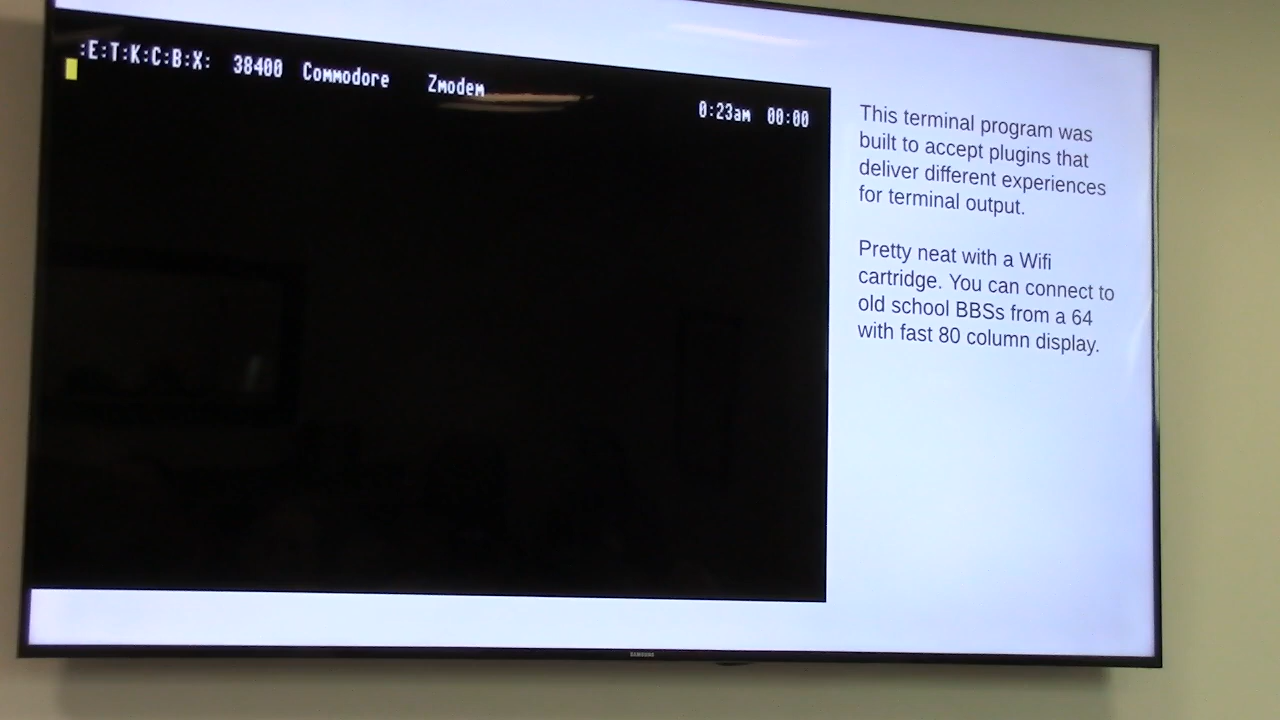 :E:T:K:C:B:X: 38400 Commodore Zmodem 0:23am 00:00
This terminal program was
built to accept plugins that
deliver different experiences
for terminal output.
Pretty neat with a Wifi
cartridge. You can connect to
old school BBSs from a 64
with fast 80 column display.
SAMSUNG